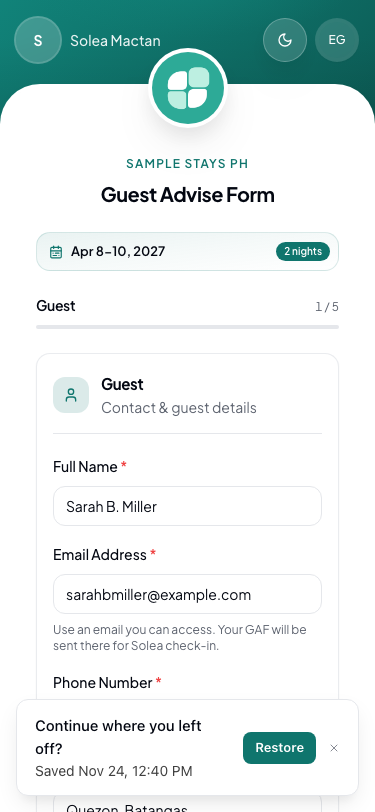 S
Solea Mactan
EG
SAMPLE STAYS PH
Guest Advise Form
Apr 8–10, 2027
2 nights
Guest
1 / 5
Guest
Contact & guest details
Full Name *
Sarah B. Miller
Email Address *
sarahbmiller@example.com
Use an email you can access. Your GAF will be
sent there for Solea check-in.
Phone Number *
Continue where you left
off?
Saved Nov 24, 12:40 PM
Restore
Quezon, Batangas